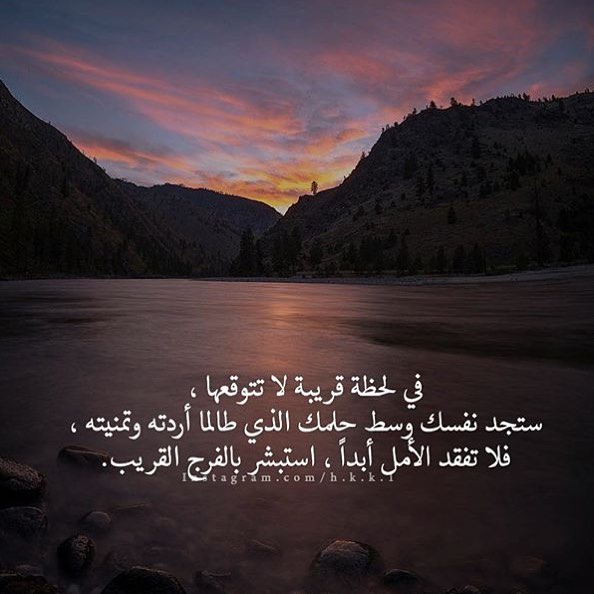 في لحظة قريبة لا تتوقعها ،
ستجد نفسك وسط حلمك الذي طالما أردته وتمنيته ،
فلا تفقد الأمل أبداً ، استبشر بالفرج القريب.
Instagram.com/h.k.k.1